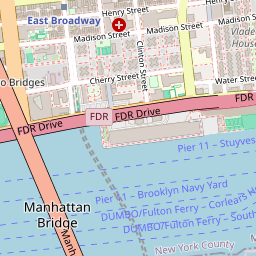 Henry Street
East Broadway
Madison Street
Madison Street
Clinton Street
Cherry Street
Water
o Bridges
FDR
FDR
FDR Drive
FDR Drive
Pier 11 - Stuyves
Pier 11 - Brooklyn Navy Yard
DUMBO/Fulton Ferry - Corlears H
DUMBO/Fulton Ferry - South
Manhattan
Bridge
Manha
New York County